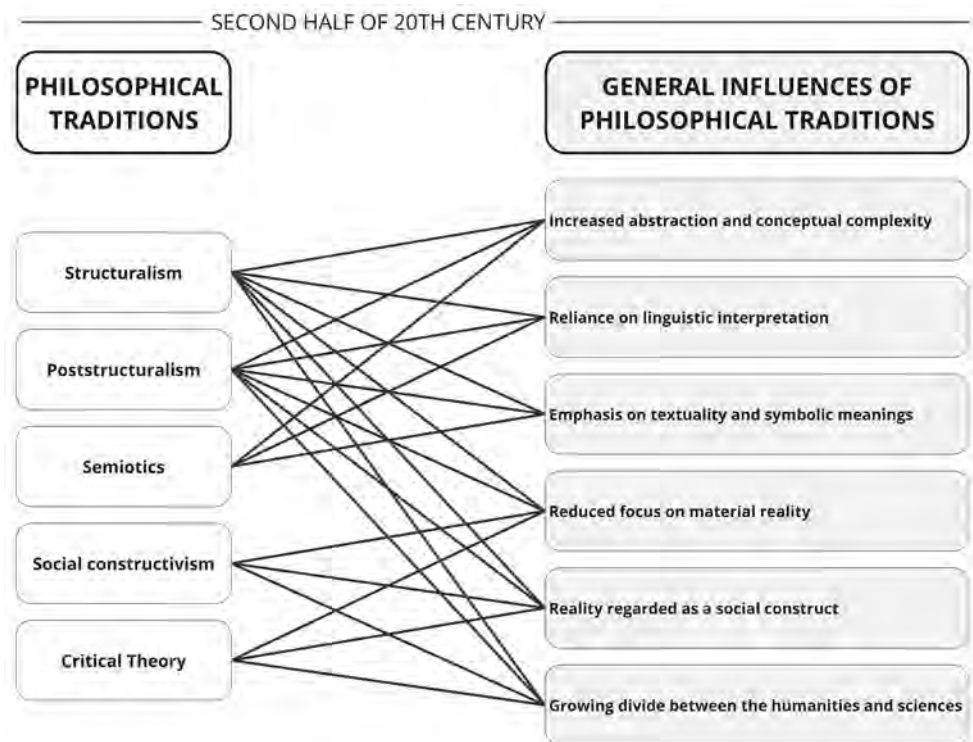 SECOND HALF OF 20TH CENTURY
PHILOSOPHICAL
TRADITIONS
GENERAL INFLUENCES OF
PHILOSOPHICAL TRADITIONS
Structuralism
Poststructuralism
Semiotics
Social constructivism
Critical Theory
Increased abstraction and conceptual complexity
Reliance on linguistic interpretation
Emphasis on textuality and symbolic meanings
Reduced focus on material reality
Reality regarded as a social construct
Growing divide between the humanities and sciences